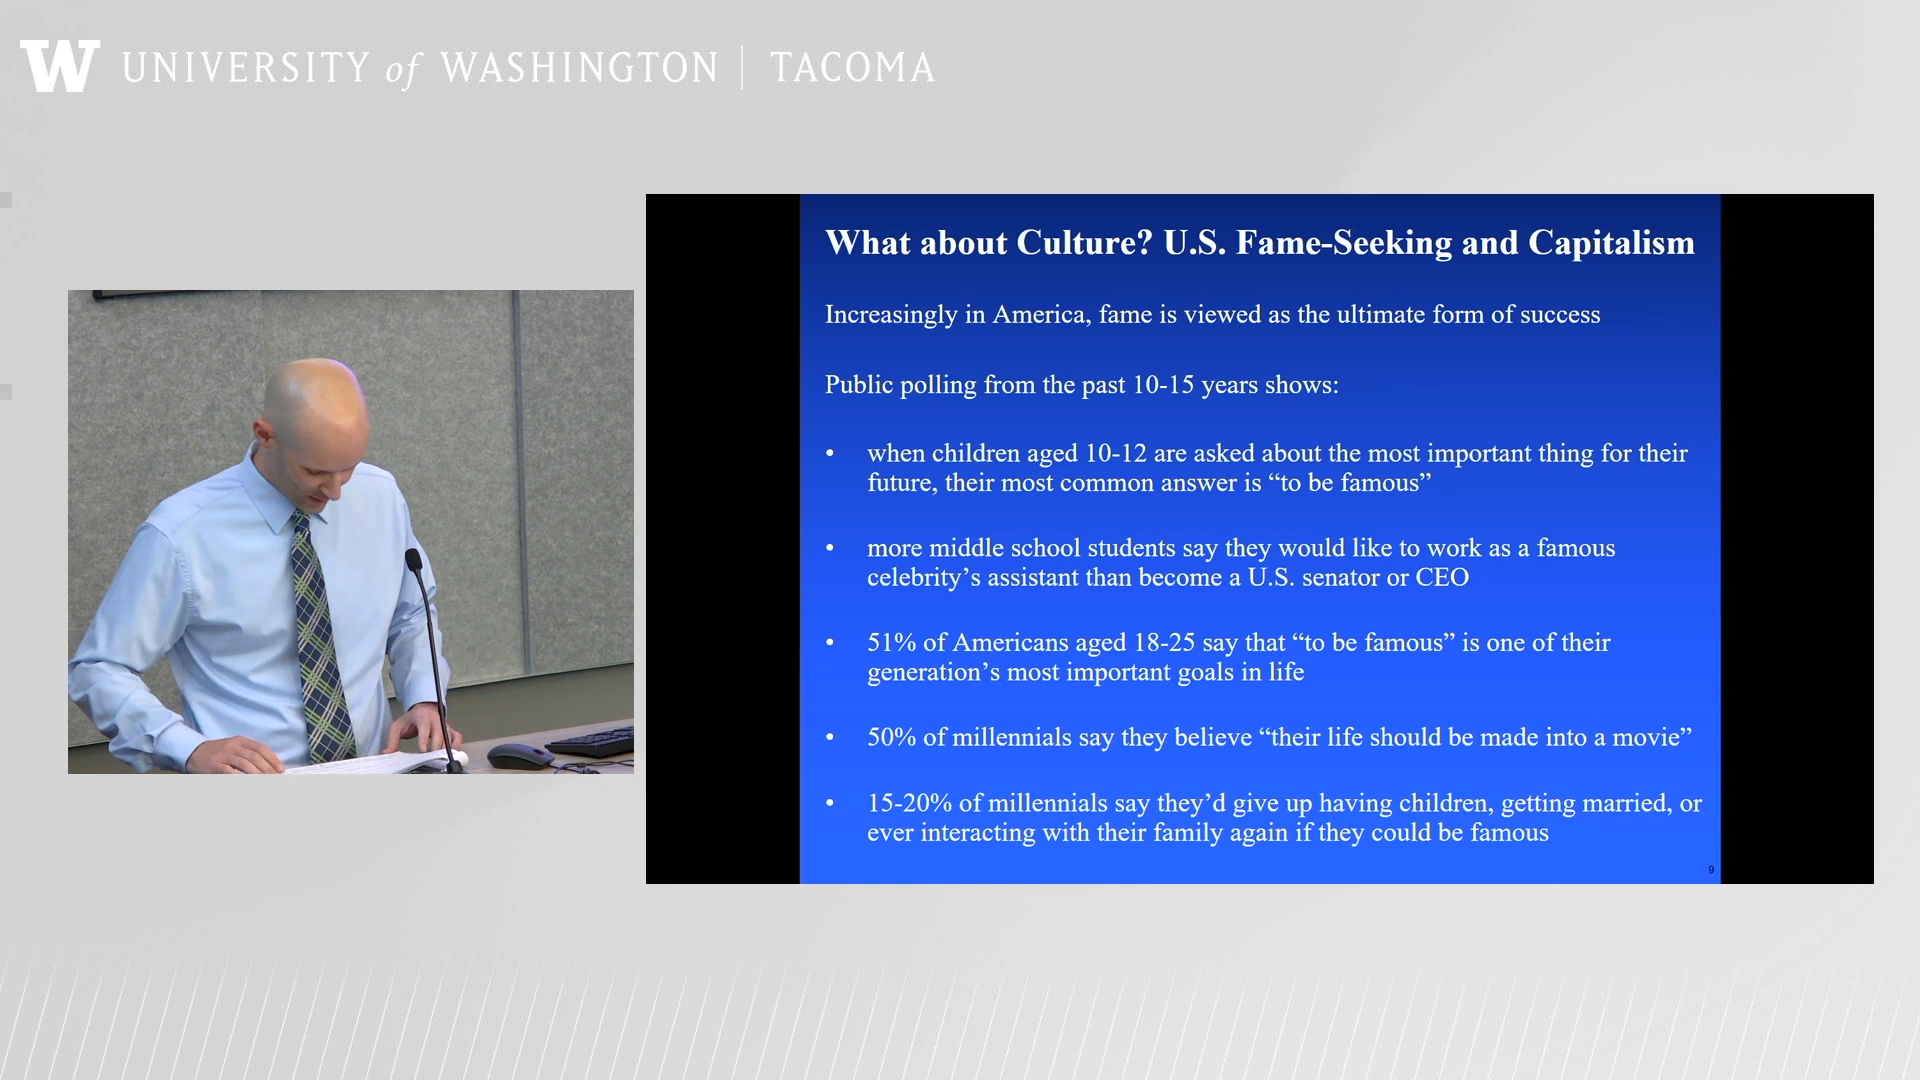 W UNIVERSITY of WASHINGTON | TACOMA
What about Culture? U.S. Fame-Seeking and Capitalism
Increasingly in America, fame is viewed as the ultimate form of success
Public polling from the past 10-15 years shows:
• when children aged 10-12 are asked about the most important thing for their
future, their most common answer is “to be famous”
• more middle school students say they would like to work as a famous
celebrity’s assistant than become a U.S. senator or CEO
• 51% of Americans aged 18-25 say that “to be famous” is one of their
generation’s most important goals in life
• 50% of millennials say they believe “their life should be made into a movie”
• 15-20% of millennials say they’d give up having children, getting married, or
ever interacting with their family again if they could be famous
9